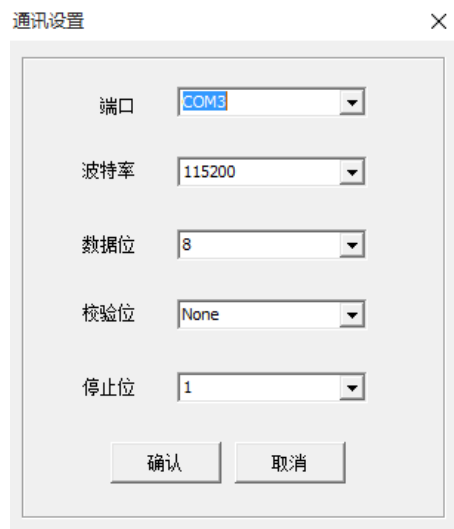 通讯设置
端口 COM3
波特率 115200
数据位 8
校验位 None
停止位 1
确认 取消